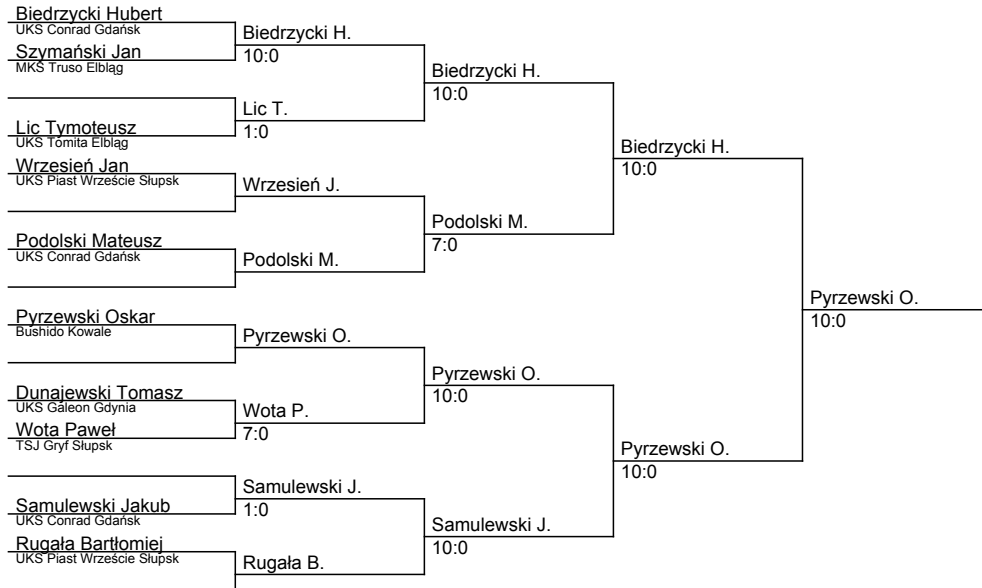 Biedrzycki Hubert
UKS Conrad Gdańsk
Szymański Jan
MKS Truso Elbląg
Lic Tymoteusz
UKS Tomita Elbląg
Wrzesień Jan
UKS Piast Wrzeście Słupsk
Podolski Mateusz
UKS Conrad Gdańsk
Pyrzewski Oskar
Bushido Kowale
Dunajewski Tomasz
UKS Galeon Gdynia
Wota Paweł
TSJ Gryf Słupsk
Samulewski Jakub
UKS Conrad Gdańsk
Rugała Bartłomiej
UKS Piast Wrzeście Słupsk
Biedrzycki H.
10:0
Lic T.
1:0
Wrzesień J.
Podolski M.
Pyrzewski O.
Wota P.
7:0
Samulewski J.
1:0
Rugała B.
Biedrzycki H.
10:0
Podolski M.
7:0
Pyrzewski O.
10:0
Samulewski J.
10:0
Biedrzycki H.
10:0
Pyrzewski O.
10:0
Pyrzewski O.
10:0